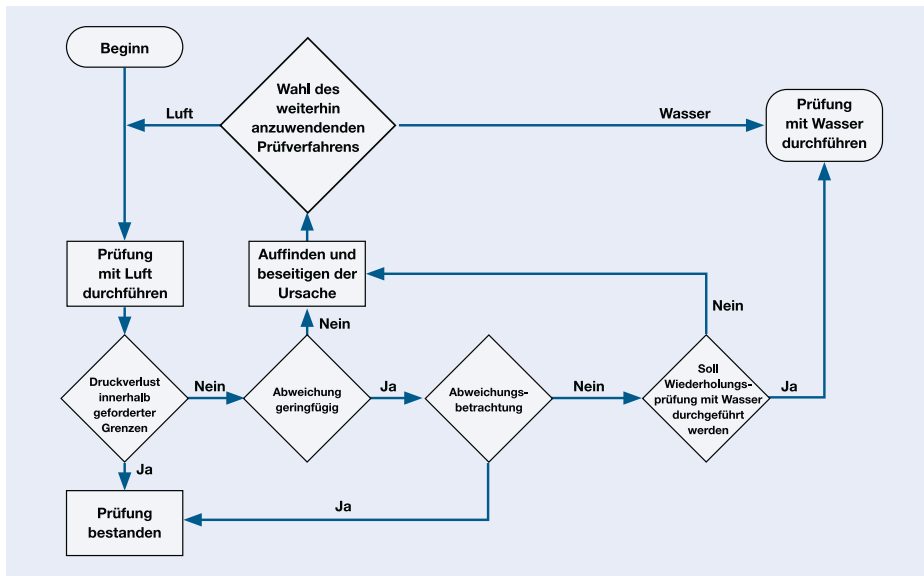 Beginn
Wahl des
weiterhin
anzuwendenden
Prüfverfahrens
Luft
Wasser
Prüfung
mit Wasser
durchführen
Prüfung
mit Luft
durchführen
Auffinden und
beseitigen der
Ursache
Nein
Nein
Druckverlust
innerhalb
geforderter
Grenzen
Nein
Abweichung
geringfügig
Ja
Abweichungs-
betrachtung
Nein
Soll
Wiederholungs-
prüfung mit Wasser
durchgeführt
werden
Ja
Ja
Prüfung
bestanden
Ja